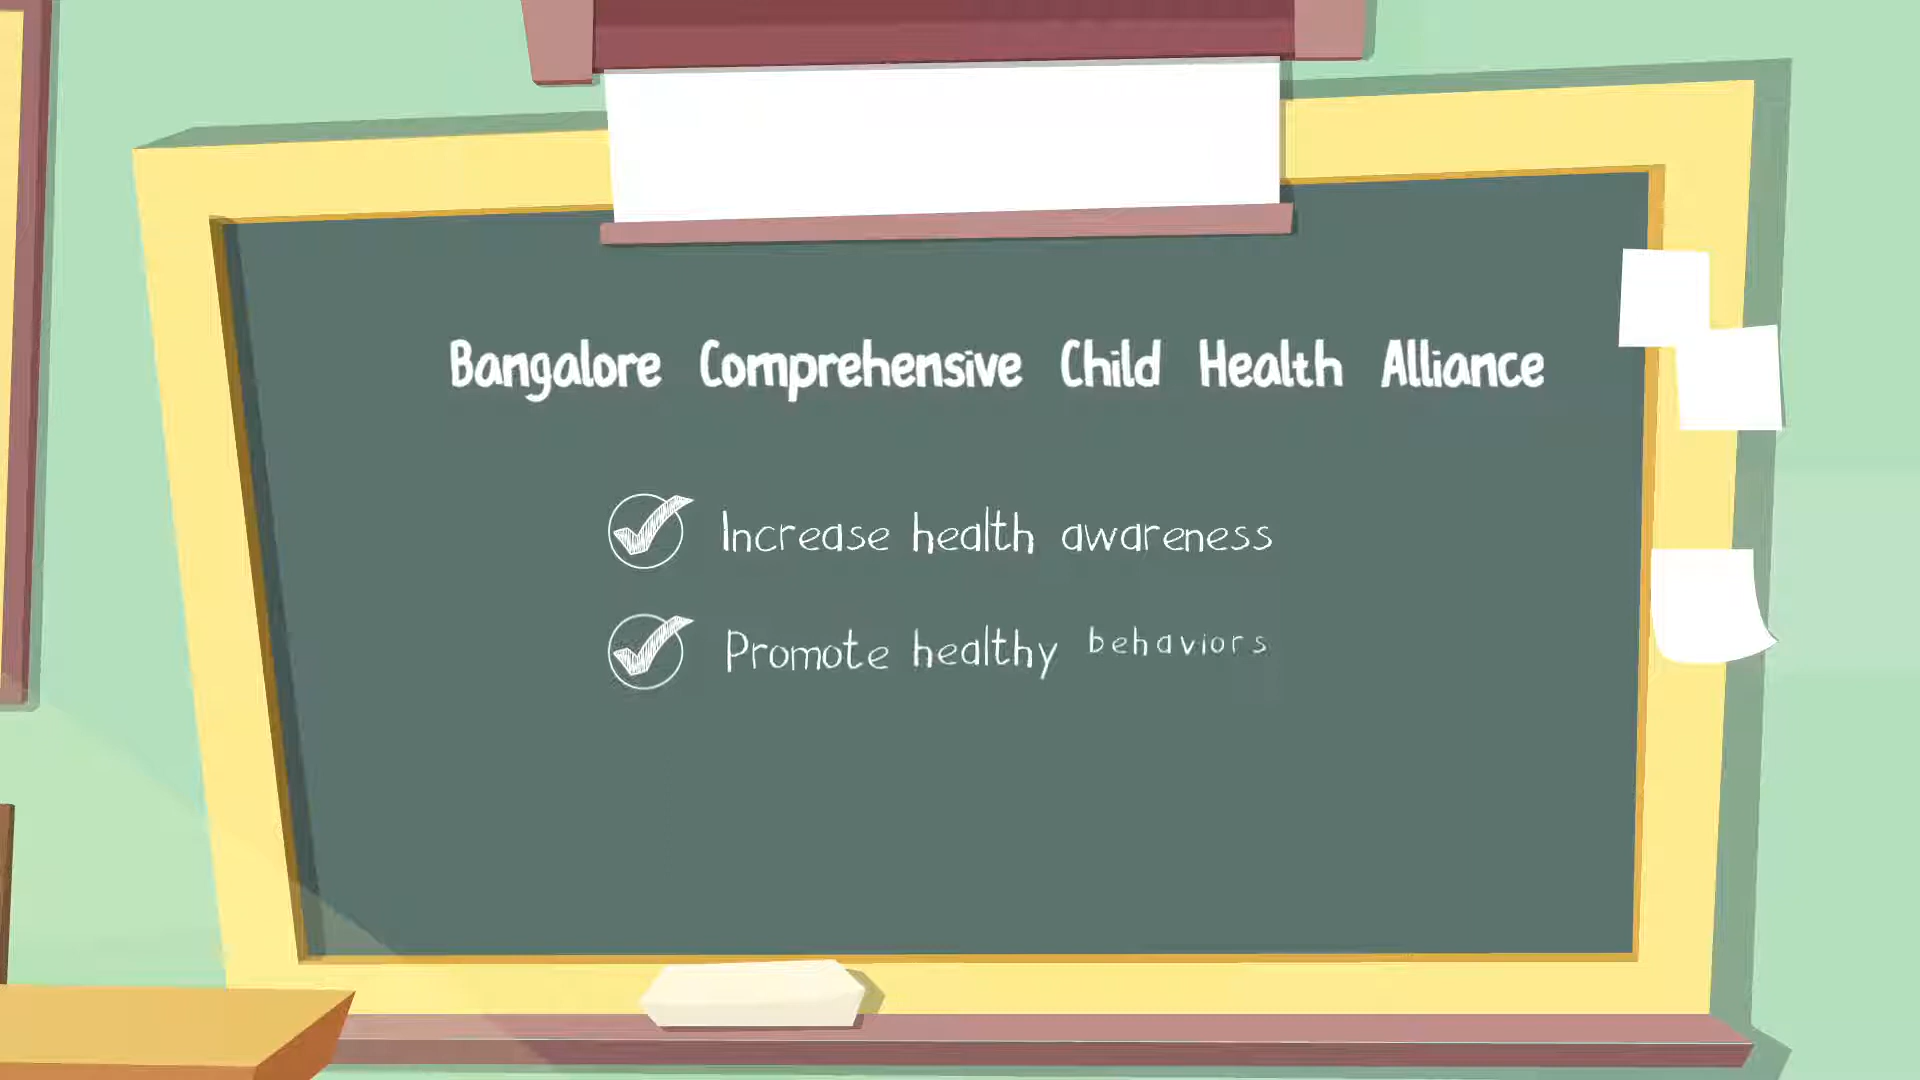 Bangalore Comprehensive Child Health Alliance
Increase health awareness
Promote healthy behaviors